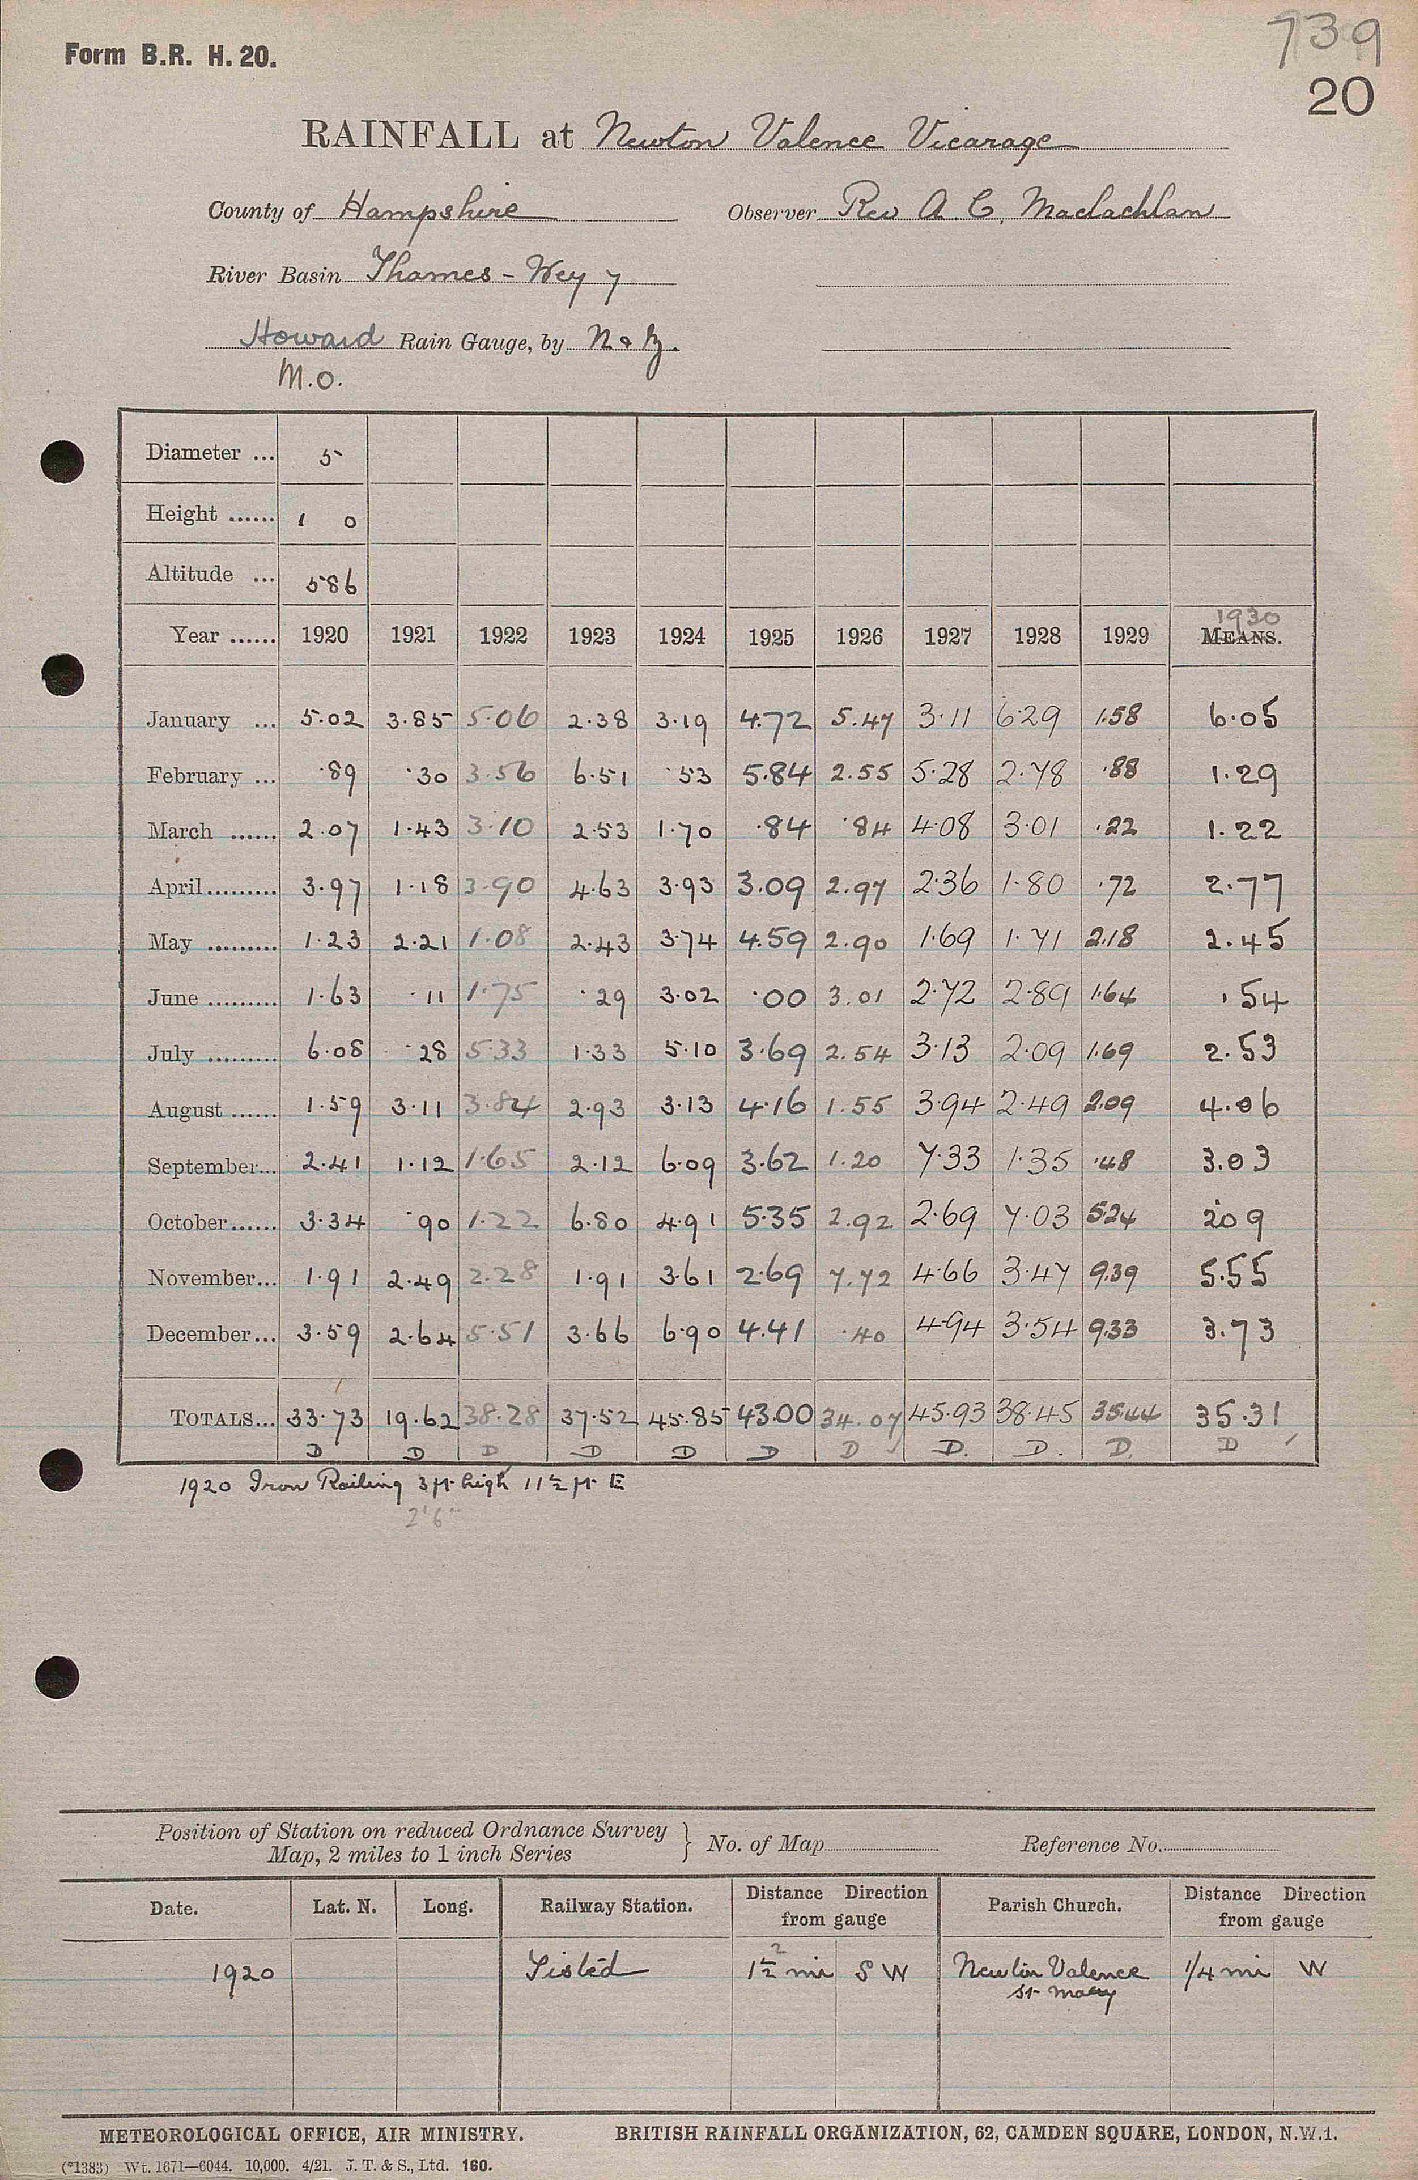 Form B.R. H. 20.
739
20
RAINFALL at Newton Valence Vicarage
County of Hampshire Observer Rev A. C. Maclachlan
River Basin Thames - Wey 7
Howard Rain Gauge, by N & Z.
M.O.
Diameter ... 5
Height ...... 1 0
Altitude ... 586
1930
Year ...... 1920 1921 1922 1923 1924 1925 1926 1927 1928 1929 MEANS.
January ... 5.02 3.85 5.06 2.38 3.19 4.72 5.47 3.11 6.29 1.58 6.05
February ... .89 .30 3.56 6.51 .53 5.84 2.55 5.28 2.78 .88 1.29
March ...... 2.07 1.43 3.10 2.53 1.70 .84 .84 4.08 3.01 .22 1.22
April ......... 3.97 1.18 3.90 4.63 3.93 3.09 2.97 2.36 1.80 .72 2.77
May ......... 1.23 2.21 1.08 2.43 3.74 4.59 2.90 1.69 1.71 2.18 2.45
June ......... 1.63 .11 1.75 .29 3.02 .00 3.01 2.72 2.89 1.64 .54
July ......... 6.08 .28 5.33 1.33 5.10 3.69 2.54 3.13 2.09 1.69 2.53
August ...... 1.59 3.11 3.84 2.93 3.13 4.16 1.55 3.94 2.49 2.09 4.06
September... 2.41 1.12 1.65 2.12 6.09 3.62 1.20 7.33 1.35 .48 3.03
October...... 3.34 .90 1.22 6.80 4.91 5.35 2.92 2.69 7.03 5.24 2.09
November... 1.91 2.49 2.28 1.91 3.61 2.69 7.72 4.66 3.47 9.39 5.55
December... 3.59 2.64 5.51 3.66 6.90 4.41 .40 4.94 3.54 9.33 3.73
TOTALS... 33.73 19.62 38.28 37.52 45.85 43.00 34.07 45.93 38.45 35.44 35.31
D D D D D D D D. D. D. D
1920 Iron Railing 3 ft. high 11½ ft. E
2'6"
Position of Station on reduced Ordnance Survey
Map, 2 miles to 1 inch Series } No. of Map Reference No.
Date. Lat. N. Long. Railway Station. Distance Direction from gauge Parish Church. Distance Direction from gauge
2
1920 Tisted 1½ mi S W Newton Valence ¼ mi W
St Mary
METEOROLOGICAL OFFICE, AIR MINISTRY. BRITISH RAINFALL ORGANIZATION, 62, CAMDEN SQUARE, LONDON, N.W.1.
(*1383) Wt. 1671—6044. 10,000. 4/21. J. T. & S., Ltd. 160.